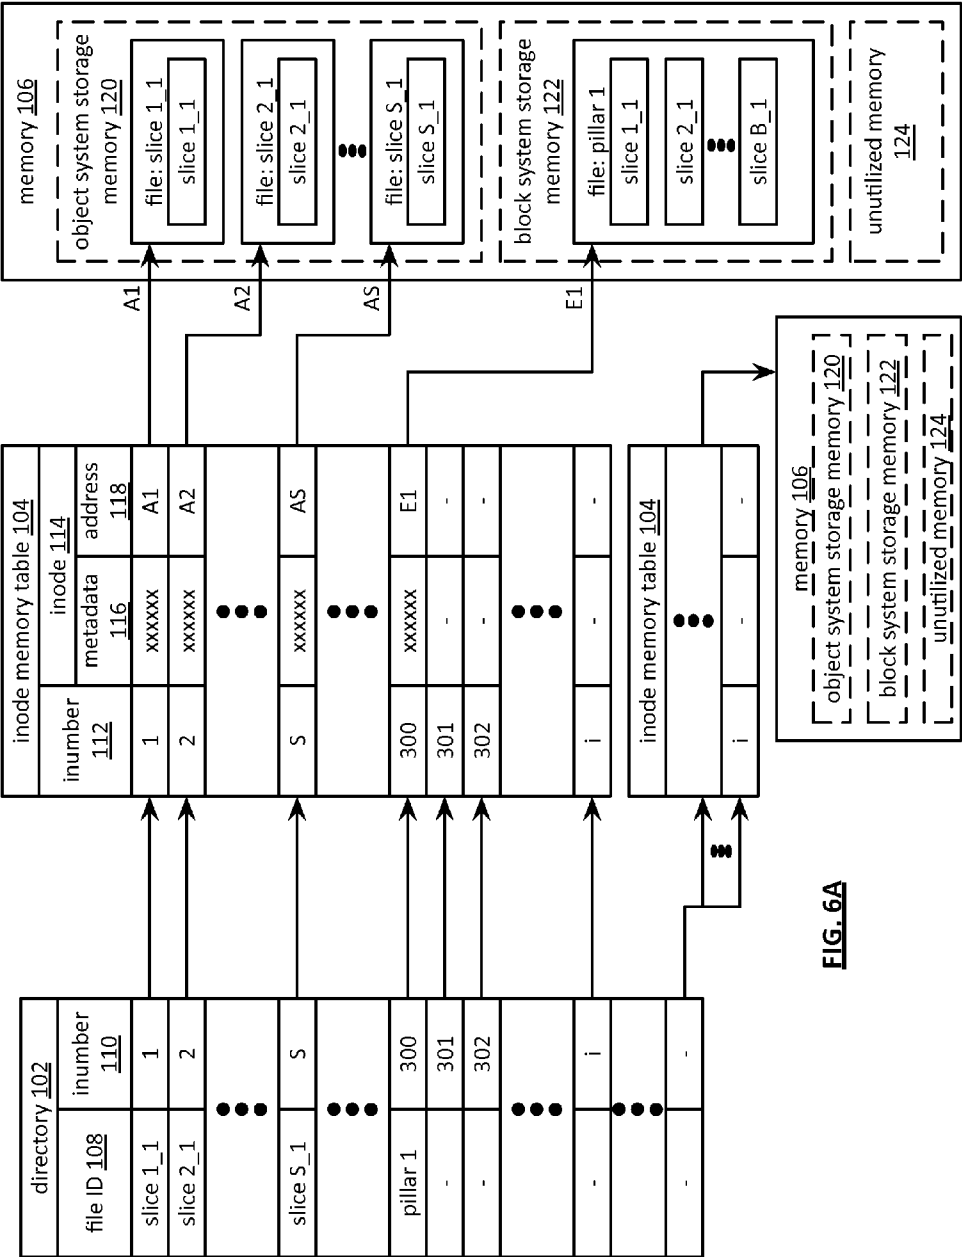 directory 102
file ID 108
inumber
110
slice 1_1
1
slice 2_1
2
slice S_1
S
pillar 1
300
-
301
-
302
-
i
-
-
inode memory table 104
inumber
112
inode 114
metadata
116
address
118
1
xxxxxx
A1
2
xxxxxx
A2
S
xxxxxx
AS
300
xxxxxx
E1
301
-
-
302
-
-
i
-
-
inode memory table 104
i
-
-
A1
A2
AS
E1
memory 106
object system storage
memory 120
file: slice 1_1
slice 1_1
file: slice 2_1
slice 2_1
file: slice S_1
slice S_1
block system storage
memory 122
file: pillar 1
slice 1_1
slice 2_1
slice B_1
unutilized memory
124
memory 106
object system storage memory 120
block system storage memory 122
unutilized memory 124
FIG. 6A